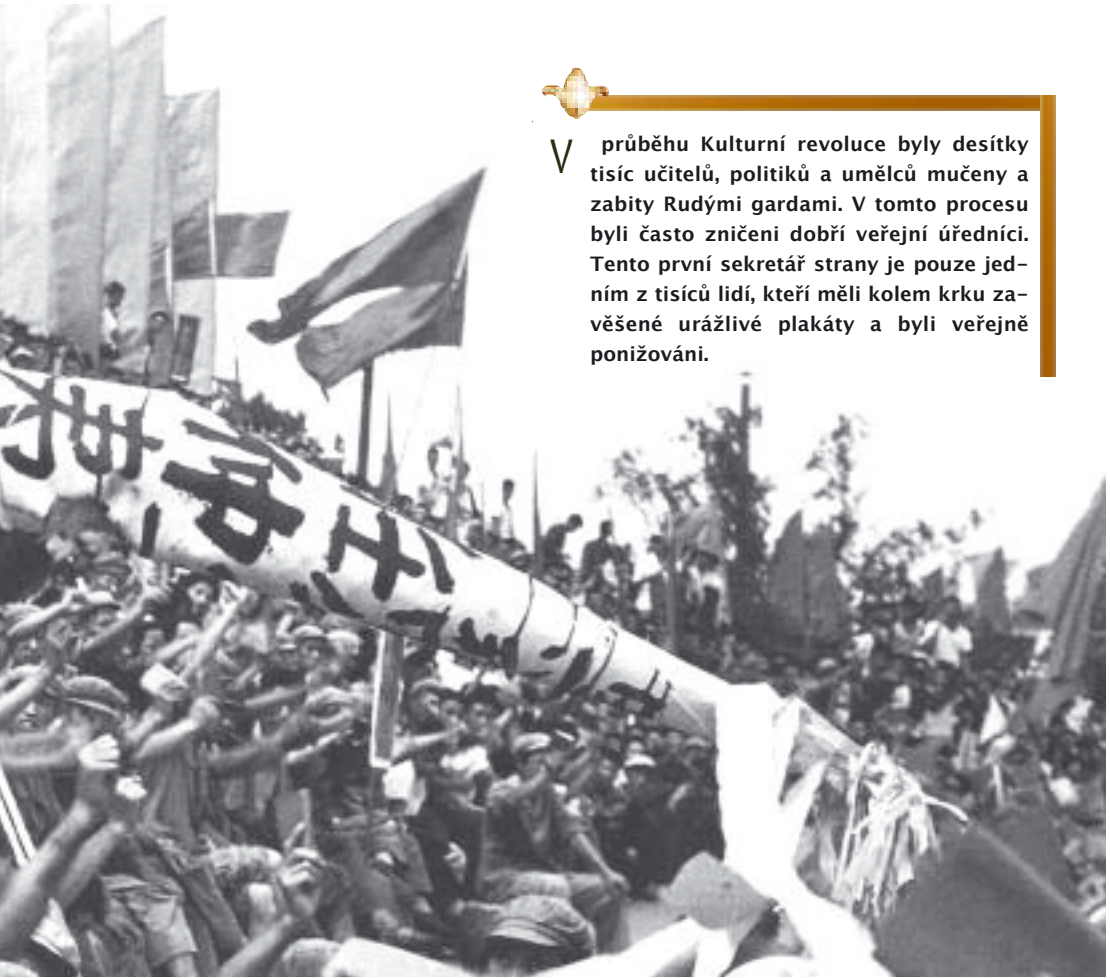 V průběhu Kulturní revoluce byly desítky
tisíc učitelů, politiků a umělců mučeny a
zabity Rudými gardami. V tomto procesu
byli často zničeni dobří veřejní úředníci.
Tento první sekretář strany je pouze jed-
ním z tisíců lidí, kteří měli kolem krku za-
věšené urážlivé plakáty a byli veřejně
ponižováni.